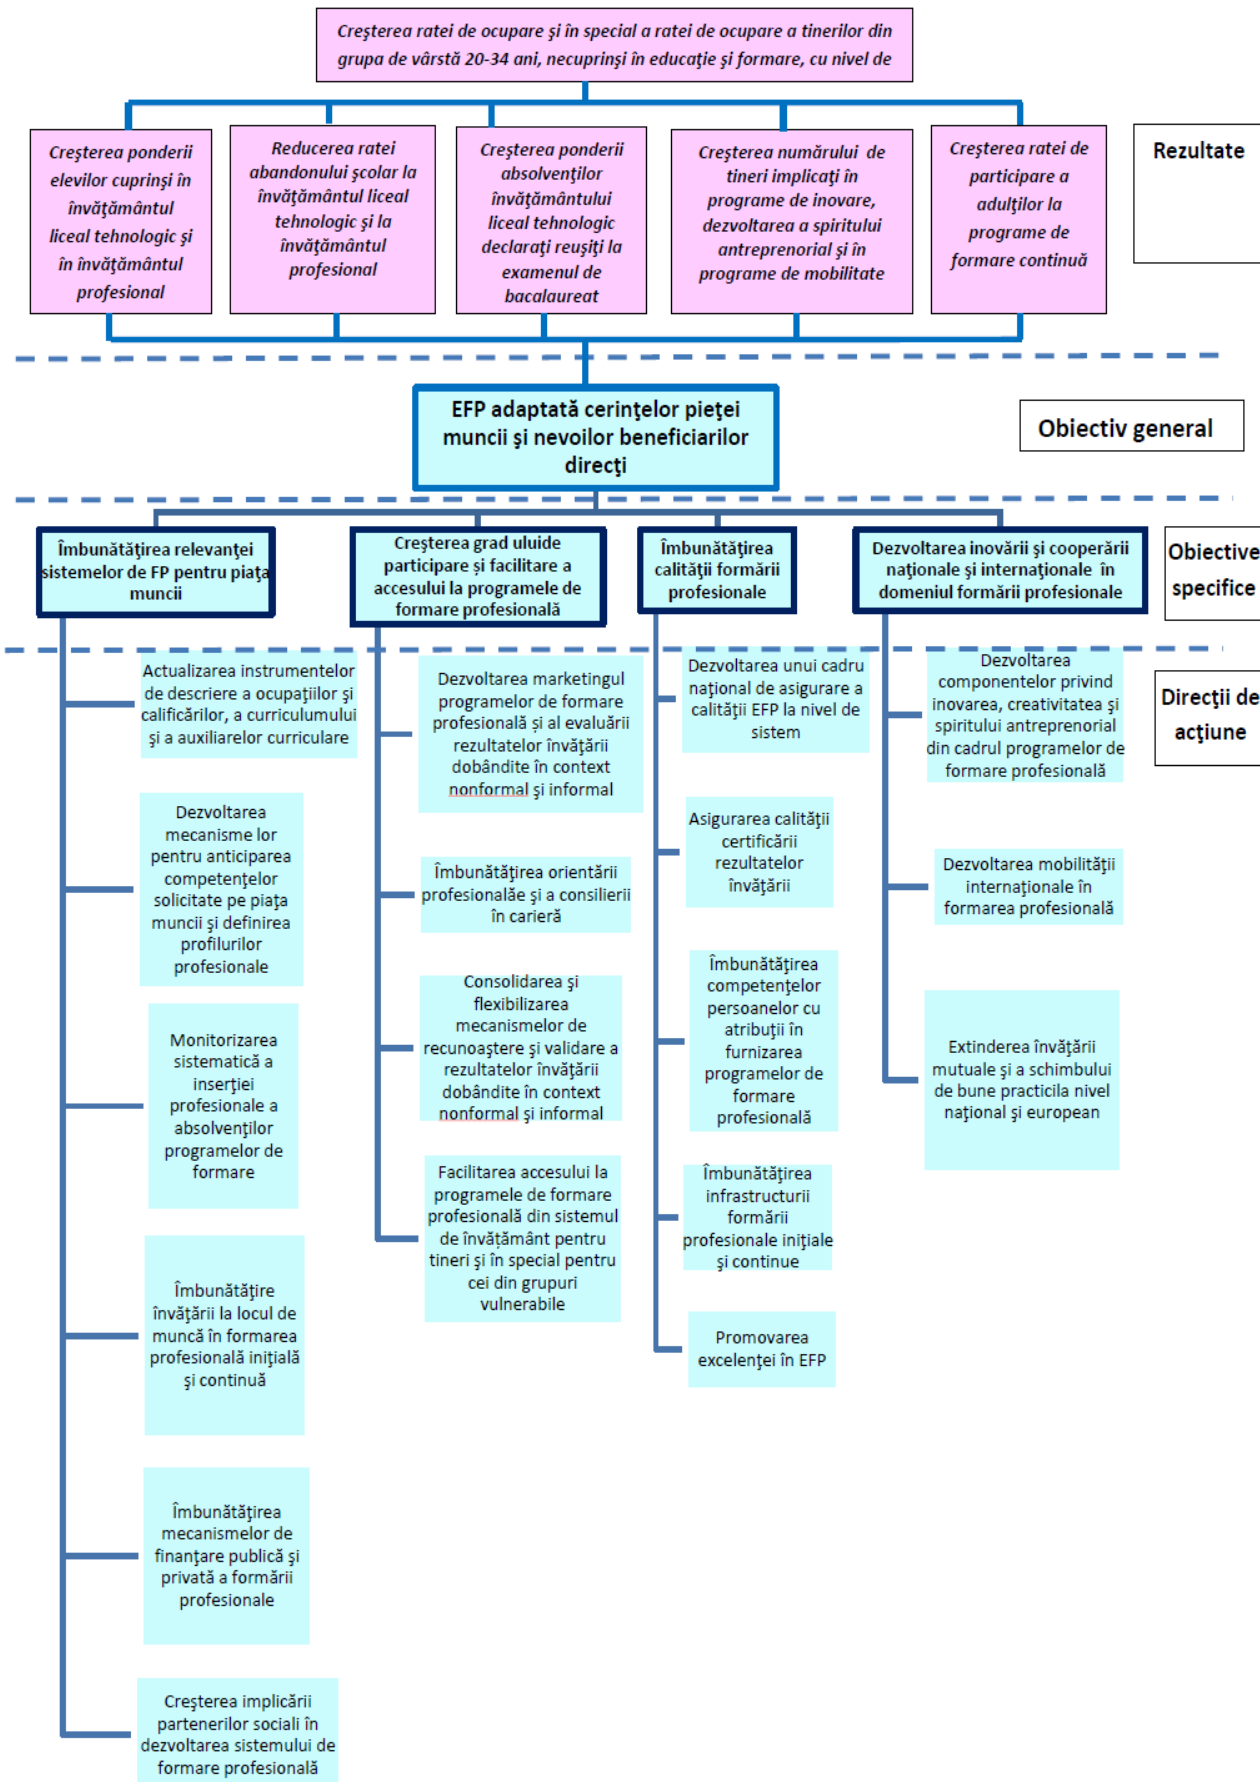 Creşterea ratei de ocupare şi în special a ratei de ocupare a tinerilor din
grupa de vârstă 20-34 ani, necuprinşi în educaţie şi formare, cu nivel de
Creşterea ponderii
elevilor cuprinşi în
învăţământul
liceal tehnologic şi
în învăţământul
profesional
Reducerea ratei
abandonului şcolar la
învăţământul liceal
tehnologic şi la
învăţământul
profesional
Creşterea ponderii
absolvenţilor
învăţământului
liceal tehnologic
declaraţi reuşiţi la
examenul de
bacalaureat
Creşterea numărului de
tineri implicaţi în
programe de inovare,
dezvoltarea a spiritului
antreprenorial şi în
programe de mobilitate
Creşterea ratei de
participare a
adulţilor la
programe de
formare continuă
Rezultate
EFP adaptată cerinţelor pieţei
muncii şi nevoilor beneficiarilor
direcţi
Obiectiv general
Îmbunătăţirea relevanţei
sistemelor de FP pentru piaţa
muncii
Creşterea grad uluide
participare şi facilitare a
accesului la programele de
formare profesională
Îmbunătăţirea
calităţii formării
profesionale
Dezvoltarea inovării şi cooperării
naţionale şi internaţionale în
domeniul formării profesionale
Obiective
specifice
Actualizarea instrumentelor
de descriere a ocupaţiilor şi
calificărilor, a curriculumului
şi a auxiliarelor curriculare
Dezvoltarea
mecanisme lor
pentru anticiparea
competenţelor
solicitate pe piaţa
muncii şi definirea
profilurilor
profesionale
Monitorizarea
sistematică a
inserţiei
profesionale a
absolvenţilor
programelor de
formare
Îmbunătăţire
învăţării la locul de
muncă în formarea
profesională iniţială
şi continuă
Îmbunătăţirea
mecanismelor de
finanţare publică şi
privată a formării
profesionale
Creşterea implicării
partenerilor sociali în
dezvoltarea sistemului de
formare profesională
Dezvoltarea marketingul
programelor de formare
profesională şi al evaluării
rezultatelor învăţării
dobândite în context
nonformal şi informal
Îmbunătăţirea orientării
profesionalăe şi a consilierii
în carieră
Consolidarea şi
flexibilizarea
mecanismelor de
recunoaştere şi validare a
rezultatelor învăţării
dobândite în context
nonformal şi informal
Facilitarea accesului la
programele de formare
profesională din sistemul
de învățământ pentru
tineri şi în special pentru
cei din grupuri
vulnerabile
Dezvoltarea unui cadru
naţional de asigurare a
calităţii EFP la nivel de
sistem
Asigurarea calităţii
certificării
rezultatelor
învăţării
Îmbunătăţirea
competenţelor
persoanelor cu
atribuţii în
furnizarea
programelor de
formare
profesională
Îmbunătăţirea
infrastructurii
formării
profesionale iniţiale
şi continue
Promovarea
excelenţei în EFP
Dezvoltarea
componentelor privind
inovarea, creativitatea şi
spiritului antreprenorial
din cadrul programelor de
formare profesională
Dezvoltarea mobilităţii
internaţionale în
formarea profesională
Extinderea învăţării
mutuale şi a schimbului
de bune practicila nivel
naţional şi european
Direcţii de
acţiune